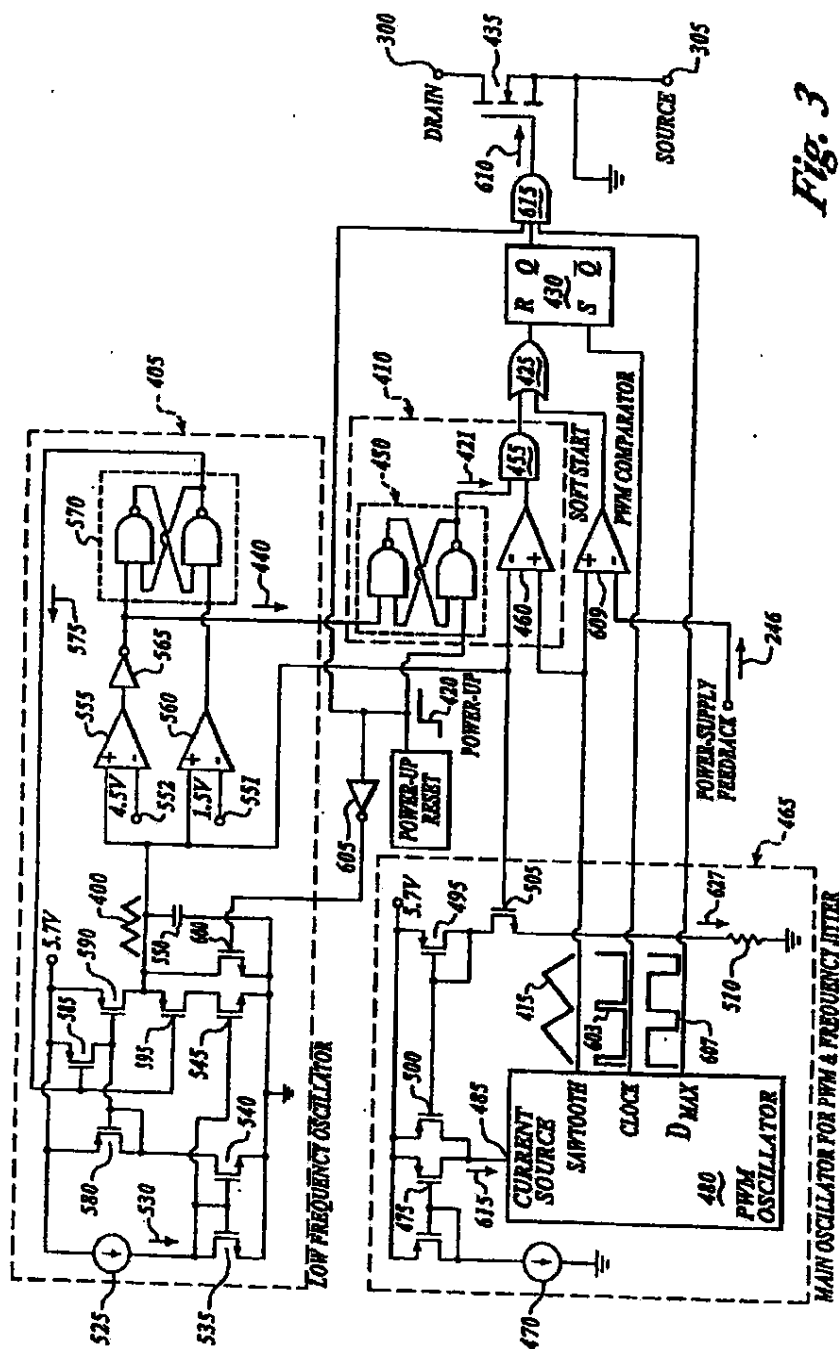 300
DRAIN
435
305
SOURCE
610
615
Fig. 3
R Q
430
S Q̅
425
405
410
570
575
440
450
421
455
SOFT START
460
PWM COMPARATOR
609
565
555
560
4.5V
552
1.5V
551
420
POWER-UP
POWER-UP
RESET
605
246
POWER-SUPPLY
FEEDBACK
400
5.7V
590
585
595
545
550
660
580
540
530
525
535
LOW FREQUENCY OSCILLATOR
465
5.7V
495
505
627
510
500
475
615
485
470
415
603
607
CURRENT
SOURCE
SAWTOOTH
CLOCK
DMAX
480
PWM
OSCILLATOR
MAIN OSCILLATOR FOR PWM & FREQUENCY JITTER